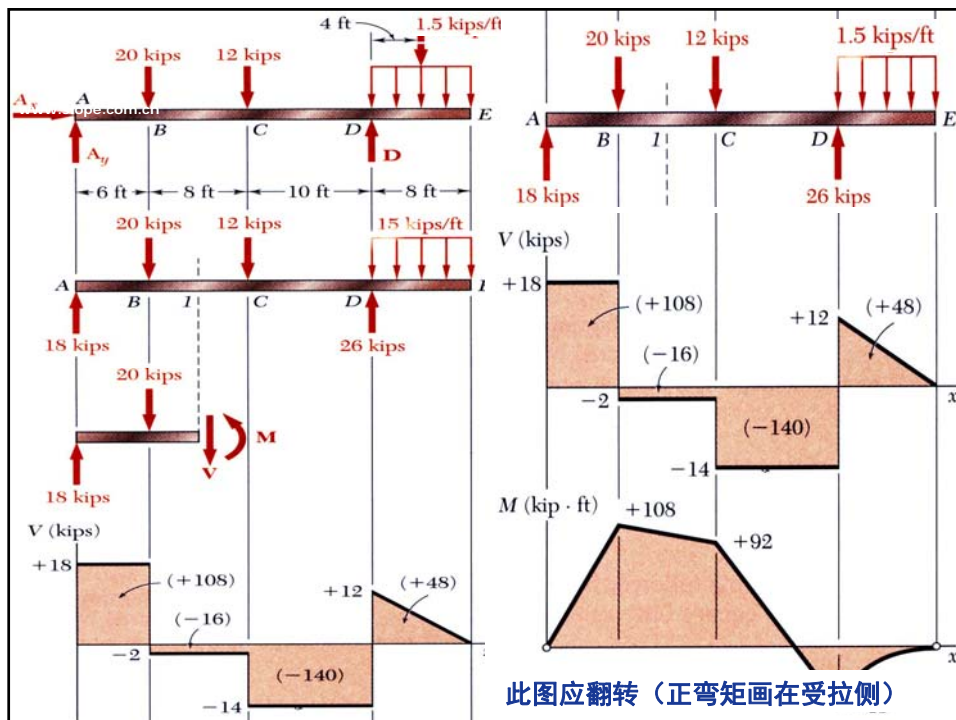 4 ft
1.5 kips/ft
20 kips
12 kips
A_x
A
B
C
D
E
A_y
D
6 ft
8 ft
10 ft
8 ft
20 kips
12 kips
15 kips/ft
A
B
1
C
D
18 kips
26 kips
20 kips
M
V
18 kips
V (kips)
+18
(+108)
(−16)
−2
(−140)
−14
+12
(+48)
20 kips
12 kips
1.5 kips/ft
A
B
1
C
D
E
18 kips
26 kips
V (kips)
+18
(+108)
(−16)
−2
(−140)
−14
+12
(+48)
x
M (kip · ft)
+108
+92
x
此图应翻转（正弯矩画在受拉侧）